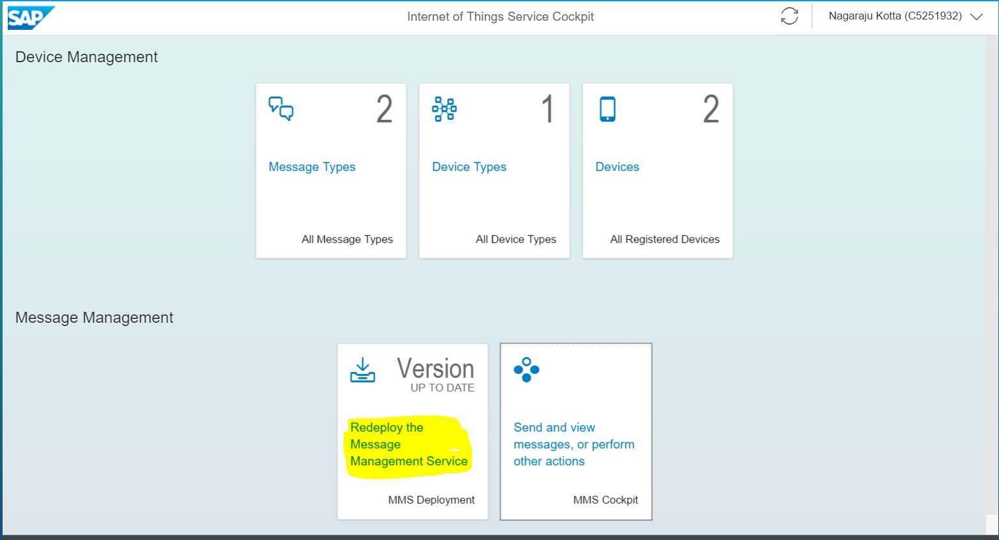 SAP
Internet of Things Service Cockpit
Nagaraju Kotta (C5251932)
Device Management
2
Message Types
All Message Types
1
Device Types
All Device Types
2
Devices
All Registered Devices
Message Management
Version
UP TO DATE
Redeploy the
Message
Management Service
MMS Deployment
Send and view
messages, or perform
other actions
MMS Cockpit